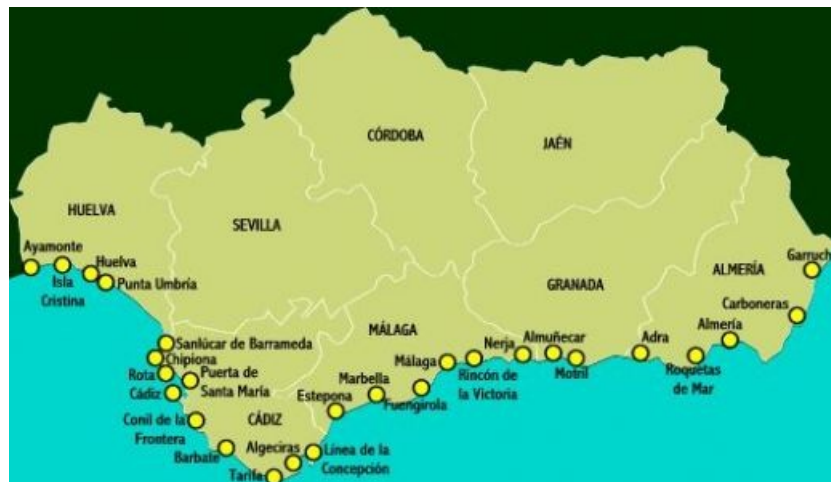 CÓRDOBA
JAÉN
HUELVA
SEVILLA
Ayamonte
Huelva
Isla
Cristina
Punta Umbría
GRANADA
ALMERÍA
Garruch
Carboneras
MÁLAGA
Sanlúcar de Barrameda
Chipiona
Rota
Puerta de
Santa María
Cádiz
Málaga
Nerja
Almuñecar
Adra
Almería
Rincón de
la Victoria
Motril
Roquetas
de Mar
Marbella
Estepona
Fuengirola
Conil de la
Frontera
CÁDIZ
Barbate
Algeciras
Línea de la
Concepción
Tarifa